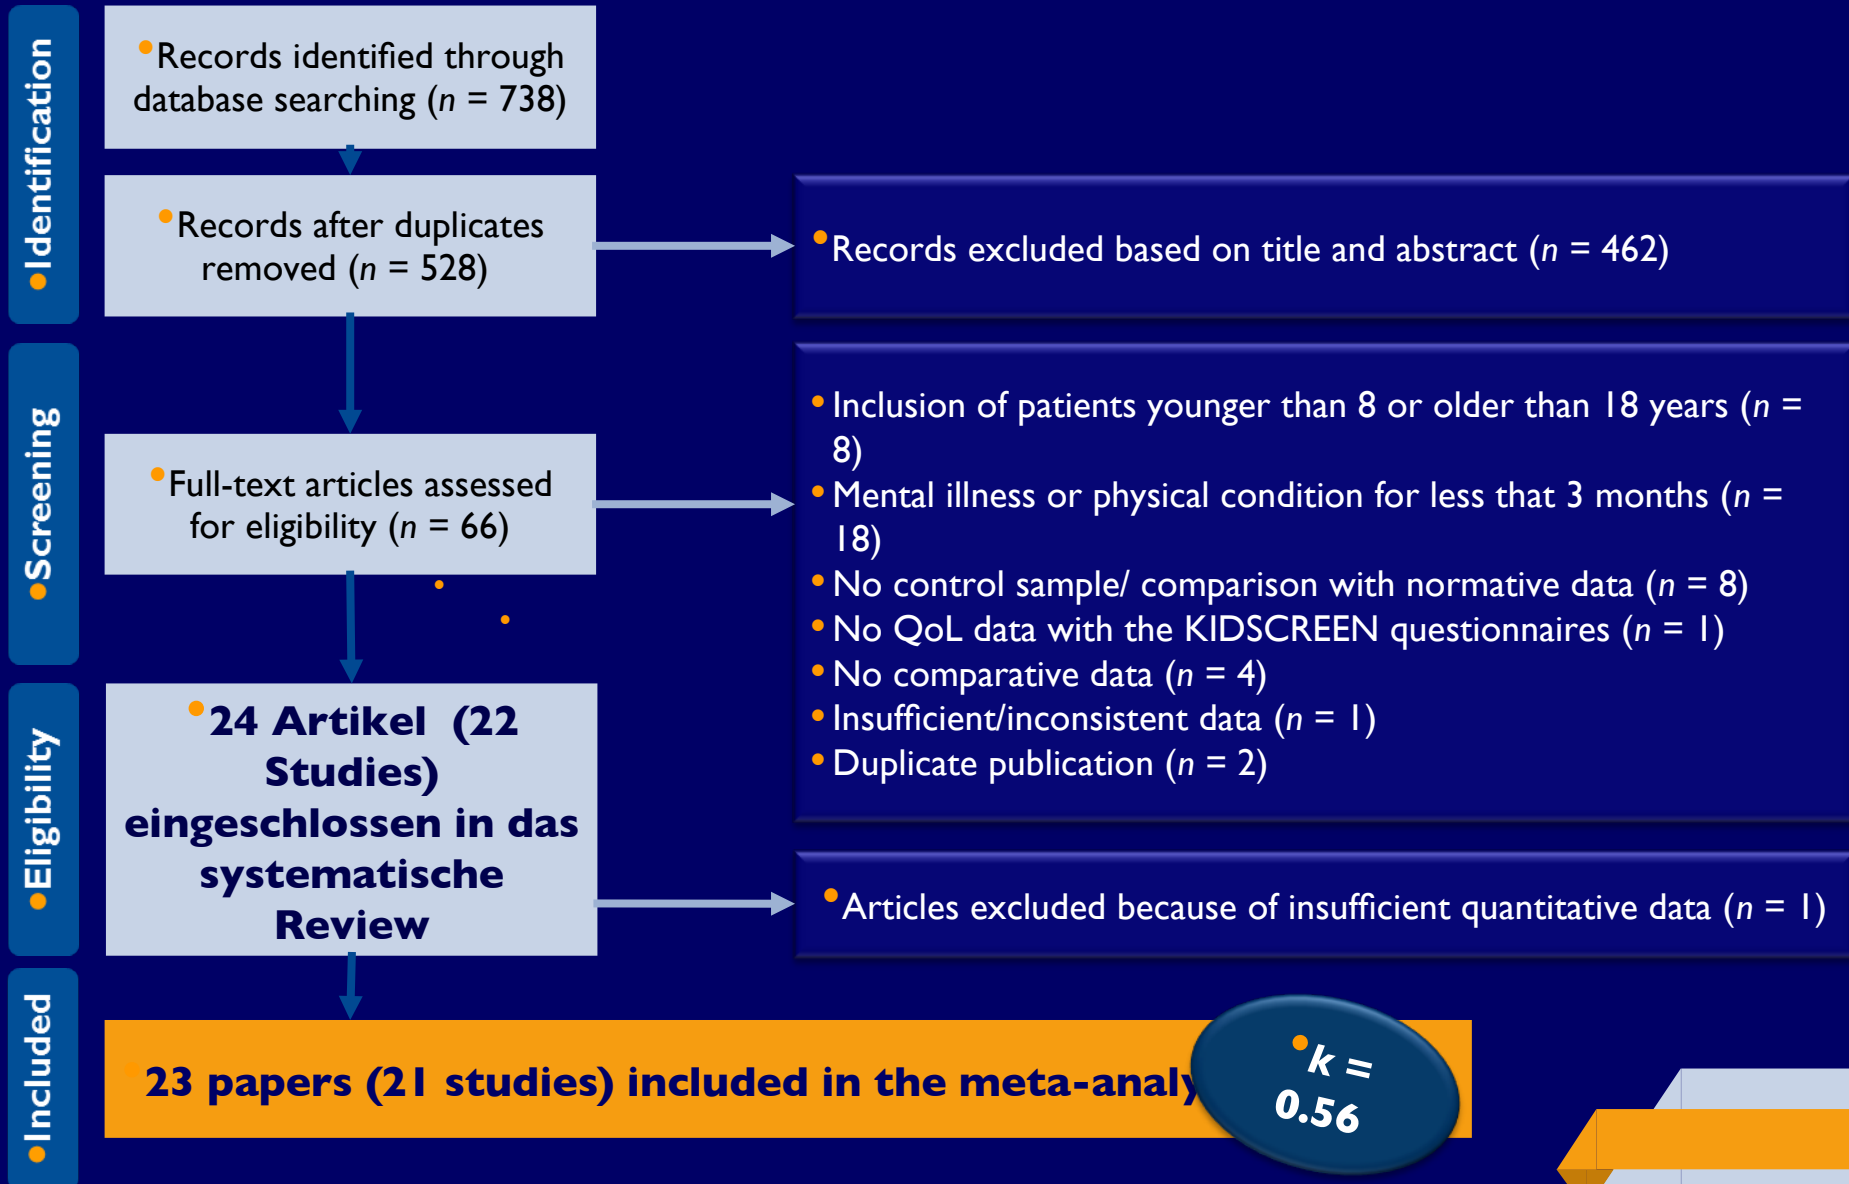 •Identification
•Records identified through
database searching (n = 738)
•Records after duplicates
removed (n = 528)
•Records excluded based on title and abstract (n = 462)
•Screening
•Full-text articles assessed
for eligibility (n = 66)
•Inclusion of patients younger than 8 or older than 18 years (n =
8)
•Mental illness or physical condition for less that 3 months (n =
18)
•No control sample/ comparison with normative data (n = 8)
•No QoL data with the KIDSCREEN questionnaires (n = 1)
•No comparative data (n = 4)
•Insufficient/inconsistent data (n = 1)
•Duplicate publication (n = 2)
•Eligibility
•24 Artikel (22
Studies)
eingeschlossen in das
systematische
Review
•Articles excluded because of insufficient quantitative data (n = 1)
•Included
•23 papers (21 studies) included in the meta-analy
•k =
0.56